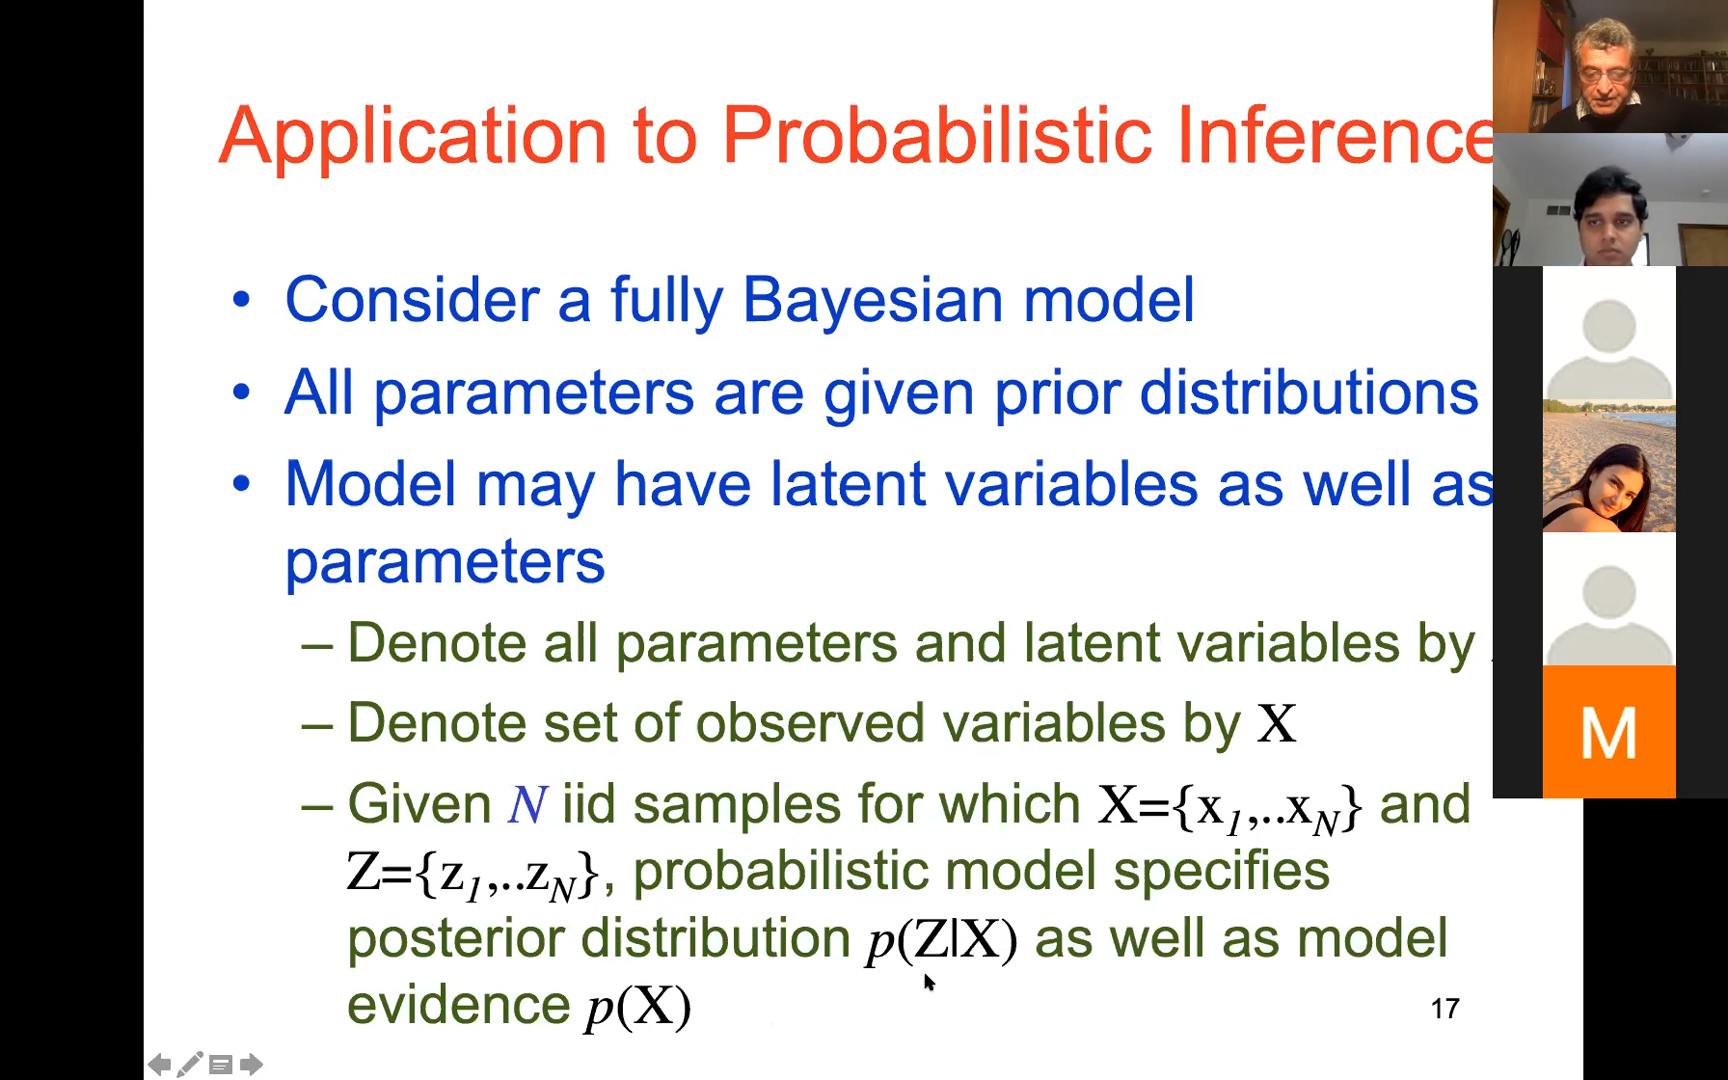 Application to Probabilistic Inference
• Consider a fully Bayesian model
• All parameters are given prior distributions
• Model may have latent variables as well as
parameters
– Denote all parameters and latent variables by
– Denote set of observed variables by X
– Given N iid samples for which X={x1,..xN} and
Z={z1,..zN}, probabilistic model specifies
posterior distribution p(Z|X) as well as model
evidence p(X)
17
M